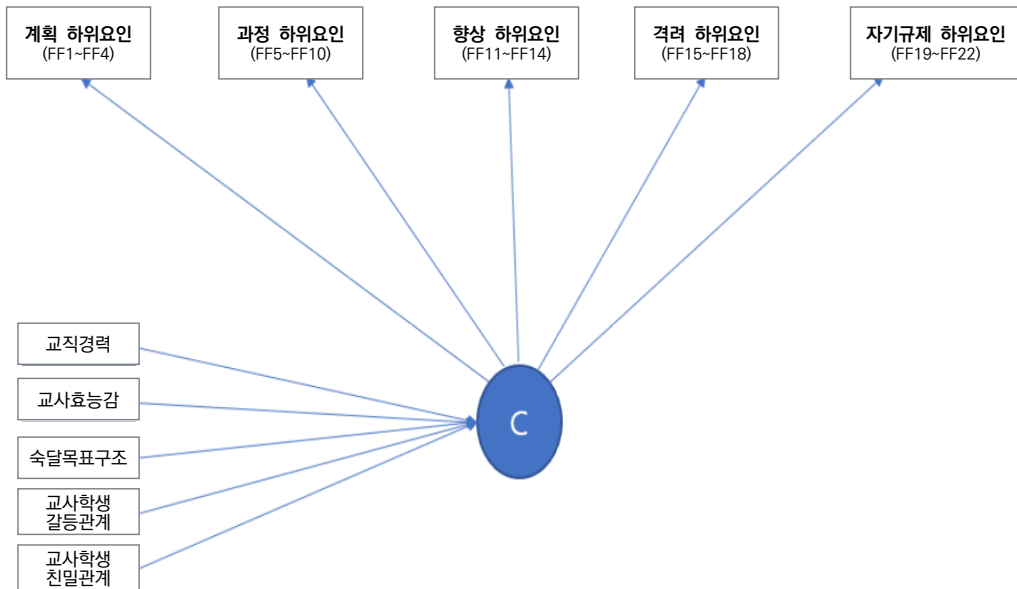 계획 하위요인
(FF1~FF4)
과정 하위요인
(FF5~FF10)
향상 하위요인
(FF11~FF14)
격려 하위요인
(FF15~FF18)
자기규제 하위요인
(FF19~FF22)
교직경력
교사효능감
숙달목표구조
교사학생
갈등관계
교사학생
친밀관계
C